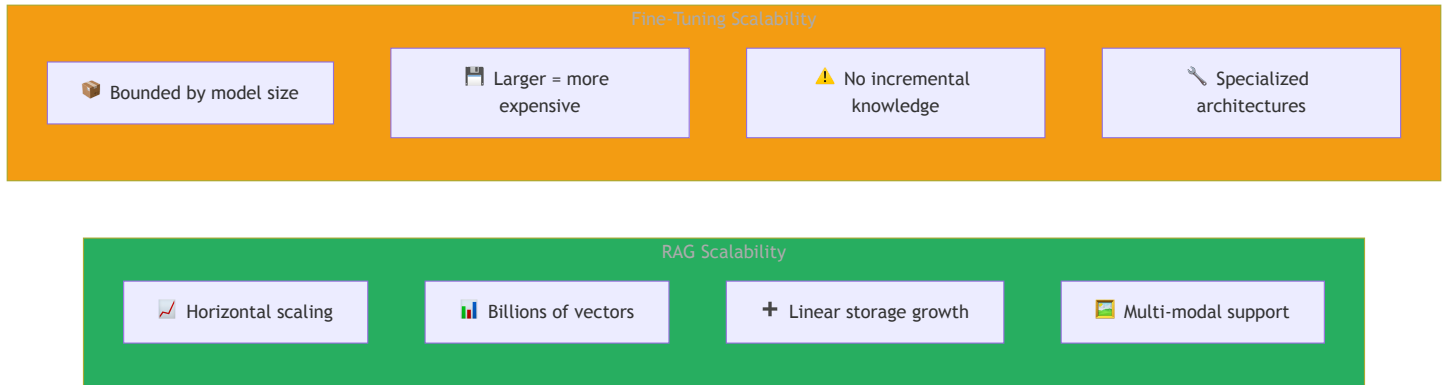 Fine-Tuning Scalability
📦 Bounded by model size
💾 Larger = more
expensive
⚠️ No incremental
knowledge
🔧 Specialized
architectures
RAG Scalability
📈 Horizontal scaling
📊 Billions of vectors
➕ Linear storage growth
🖼️ Multi-modal support